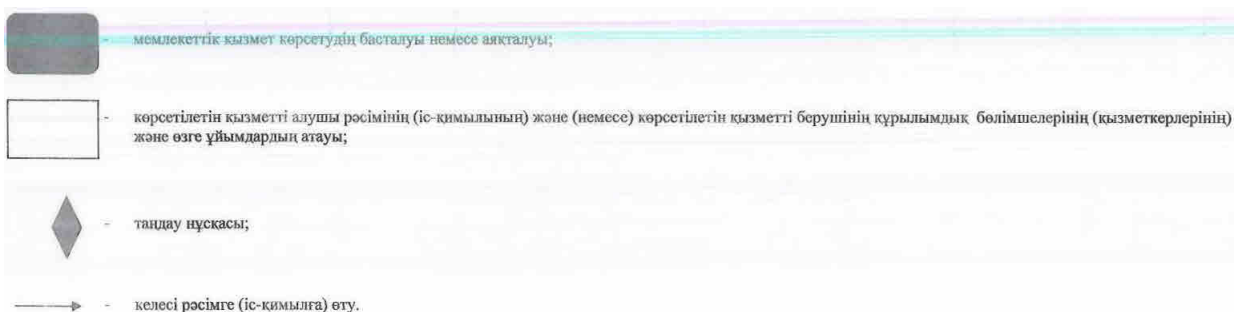 - мемлекеттік қызмет көрсетудің басталуы немесе аяқталуы;
- көрсетілетін қызметті алушы рәсімінің (іс-қимылының) және (немесе) көрсетілетін қызметті берушінің құрылымдық бөлімшелерінің (қызметкерлерінің)
және өзге ұйымдардың атауы;
- таңдау нұсқасы;
- келесі рәсімге (іс-қимылға) өту.